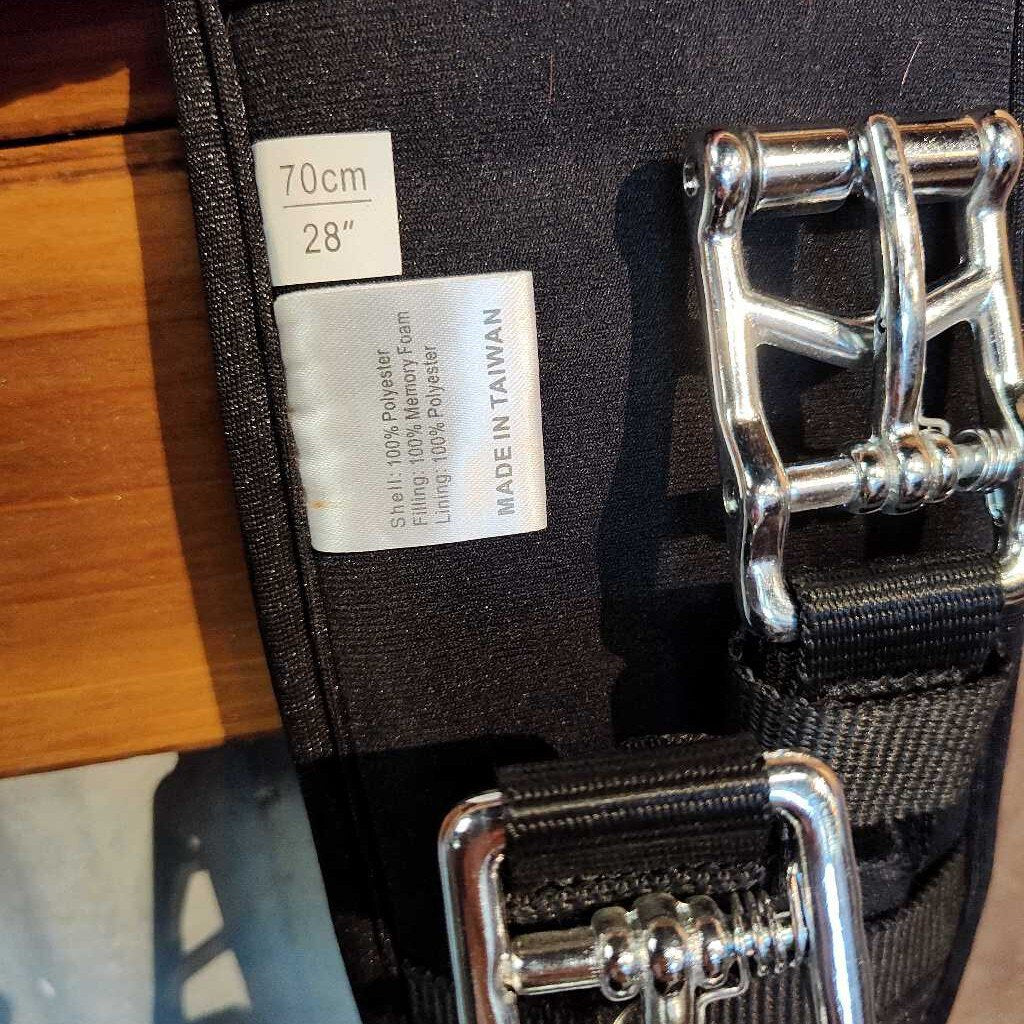 70cm
28"
Shell: 100% Polyester
Filling: 100% Memory Foam
Lining: 100% Polyester
MADE IN TAIWAN